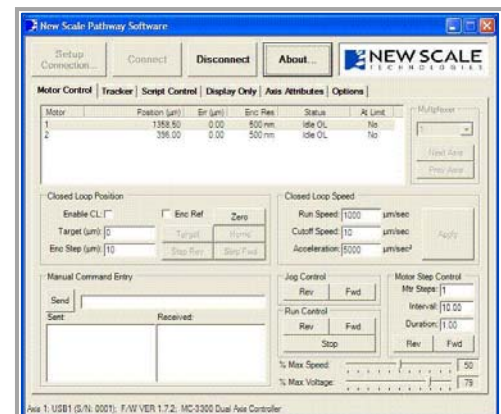 New Scale Pathway Software
Setup Connection...
Connect
Disconnect
About...
NEW SCALE
TECHNOLOGIES
Motor Control Tracker Script Control Display Only Axis Attributes Options
Motor Position (µm) Err (µm) Enc Res Status At Limit
1 1358.50 0.00 500 nm Idle OL No
2 396.00 0.00 500 nm Idle OL No
Multiplexer
1
Next Axis
Prev Axis
Closed Loop Position
Enable CL:
Enc Ref
Zero
Target (µm): 0
Target
Home
Enc Step (µm): 10
Step Rev
Step Fwd
Closed Loop Speed
Run Speed: 1000 µm/sec
Cutoff Speed: 10 µm/sec
Acceleration: 5000 µm/sec²
Apply
Manual Command Entry
Send
Sent: Received:
Jog Control
Rev Fwd
Run Control
Rev Fwd
Stop
Motor Step Control
Mtr Steps: 1
Interval: 10.00
Duration: 1.00
Rev Fwd
% Max Speed: 50
% Max Voltage: 79
Axis 1: USB1 (S/N: 0001); F/W VER 1.7.2; MC-3300 Dual Axis Controller